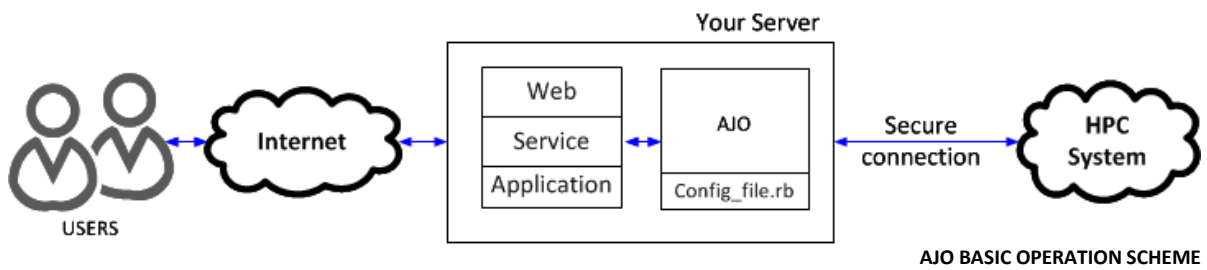 Your Server
USERS
Internet
Web
Service
Application
AJO
Config_file.rb
Secure
connection
HPC
System
AJO BASIC OPERATION SCHEME